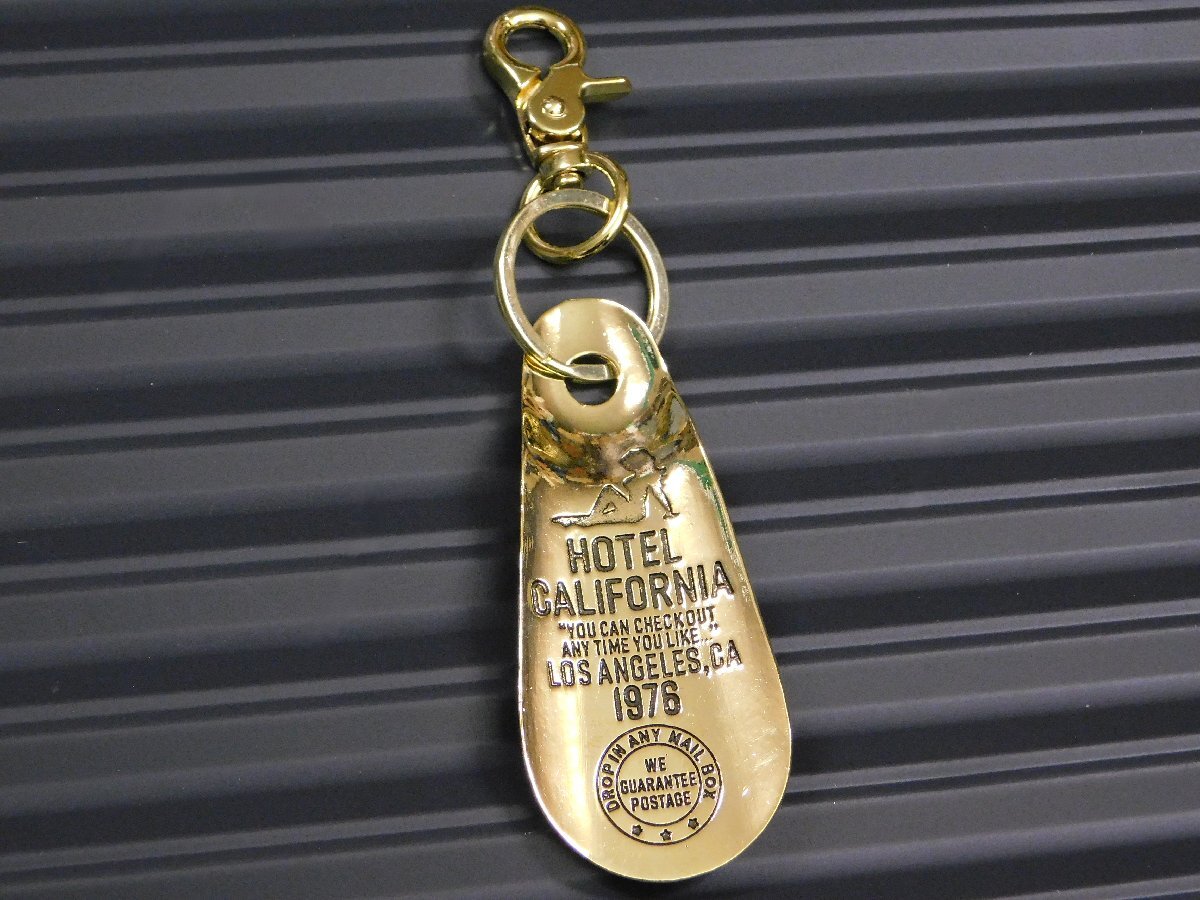 HOTEL
CALIFORNIA
"YOU CAN CHECKOUT
ANY TIME YOU LIKE..."
LOS ANGELES, CA
1976
DROP IN ANY MAIL BOX
WE
GUARANTEE
POSTAGE